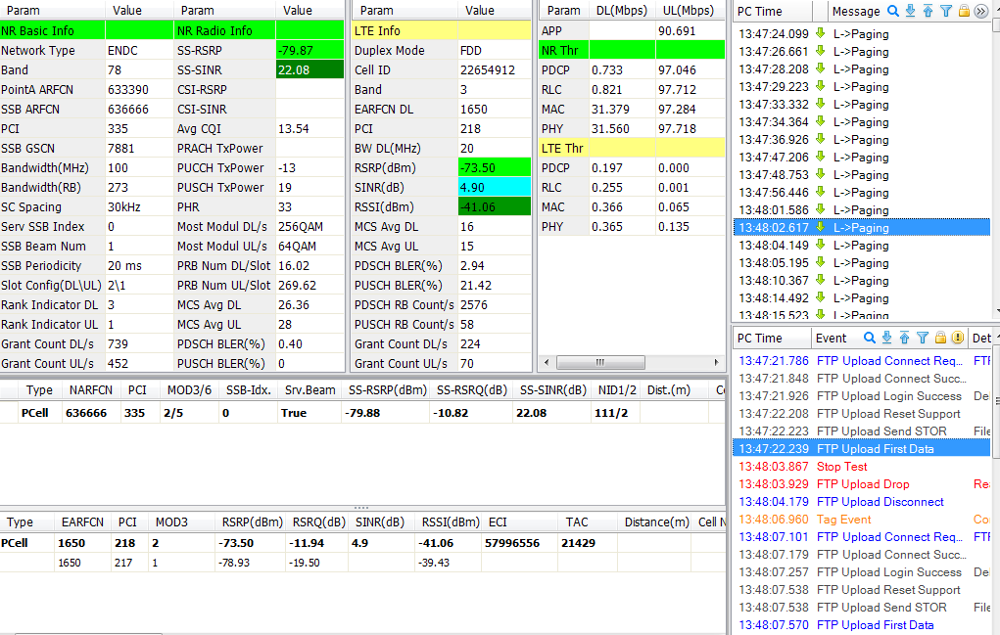 Param Value Param Value
NR Basic Info NR Radio Info
Network Type ENDC SS-RSRP -79.87
Band 78 SS-SINR 22.08
PointA ARFCN 633390 CSI-RSRP
SSB ARFCN 636666 CSI-SINR
PCI 335 Avg CQI 13.54
SSB GSCN 7881 PRACH TxPower
Bandwidth(MHz) 100 PUCCH TxPower -13
Bandwidth(RB) 273 PUSCH TxPower 19
SC Spacing 30kHz PHR 33
Serv SSB Index 0 Most Modul DL/s 256QAM
SSB Beam Num 1 Most Modul UL/s 64QAM
SSB Periodicity 20 ms PRB Num DL/Slot 16.02
Slot Config(DL\UL) 2\1 PRB Num UL/Slot 269.62
Rank Indicator DL 3 MCS Avg DL 26.36
Rank Indicator UL 1 MCS Avg UL 28
Grant Count DL/s 739 PDSCH BLER(%) 0.40
Grant Count UL/s 452 PUSCH BLER(%) 0
Param Value
LTE Info
Duplex Mode FDD
Cell ID 22654912
Band 3
EARFCN DL 1650
PCI 218
BW DL(MHz) 20
RSRP(dBm) -73.50
SINR(dB) 4.90
RSSI(dBm) -41.06
MCS Avg DL 16
MCS Avg UL 15
PDSCH BLER(%) 2.94
PUSCH BLER(%) 21.42
PDSCH RB Count/s 2576
PUSCH RB Count/s 58
Grant Count DL/s 224
Grant Count UL/s 70
Param DL(Mbps) UL(Mbps)
APP 90.691
NR Thr
PDCP 0.733 97.046
RLC 0.821 97.712
MAC 31.379 97.284
PHY 31.560 97.718
LTE Thr
PDCP 0.197 0.000
RLC 0.255 0.001
MAC 0.366 0.065
PHY 0.365 0.135
PC Time Message
13:47:24.099 L->Paging
13:47:26.661 L->Paging
13:47:28.208 L->Paging
13:47:29.223 L->Paging
13:47:33.332 L->Paging
13:47:34.364 L->Paging
13:47:36.926 L->Paging
13:47:47.206 L->Paging
13:47:48.753 L->Paging
13:47:56.446 L->Paging
13:48:01.586 L->Paging
13:48:02.617 L->Paging
13:48:04.149 L->Paging
13:48:05.195 L->Paging
13:48:10.367 L->Paging
13:48:14.492 L->Paging
13:48:15.523 L->Paging
Type NARFCN PCI MOD3/6 SSB-Idx. Srv.Beam SS-RSRP(dBm) SS-RSRQ(dB) SS-SINR(dB) NID1/2 Dist.(m)
PCell 636666 335 2/5 0 True -79.88 -10.82 22.08 111/2
Type EARFCN PCI MOD3 RSRP(dBm) RSRQ(dB) SINR(dB) RSSI(dBm) ECI TAC Distance(m) Cell N
PCell 1650 218 2 -73.50 -11.94 4.9 -41.06 57996556 21429
1650 217 1 -78.93 -19.50 -39.43
PC Time Event Det
13:47:21.786 FTP Upload Connect Req... FTF
13:47:21.848 FTP Upload Connect Succ...
13:47:21.926 FTP Upload Login Success Del
13:47:22.208 FTP Upload Reset Support
13:47:22.223 FTP Upload Send STOR File
13:47:22.239 FTP Upload First Data
13:48:03.867 Stop Test
13:48:03.929 FTP Upload Drop Rea
13:48:04.179 FTP Upload Disconnect
13:48:06.960 Tag Event Co
13:48:07.101 FTP Upload Connect Req... FTF
13:48:07.179 FTP Upload Connect Succ...
13:48:07.257 FTP Upload Login Success Del
13:48:07.538 FTP Upload Reset Support
13:48:07.538 FTP Upload Send STOR File
13:48:07.570 FTP Upload First Data